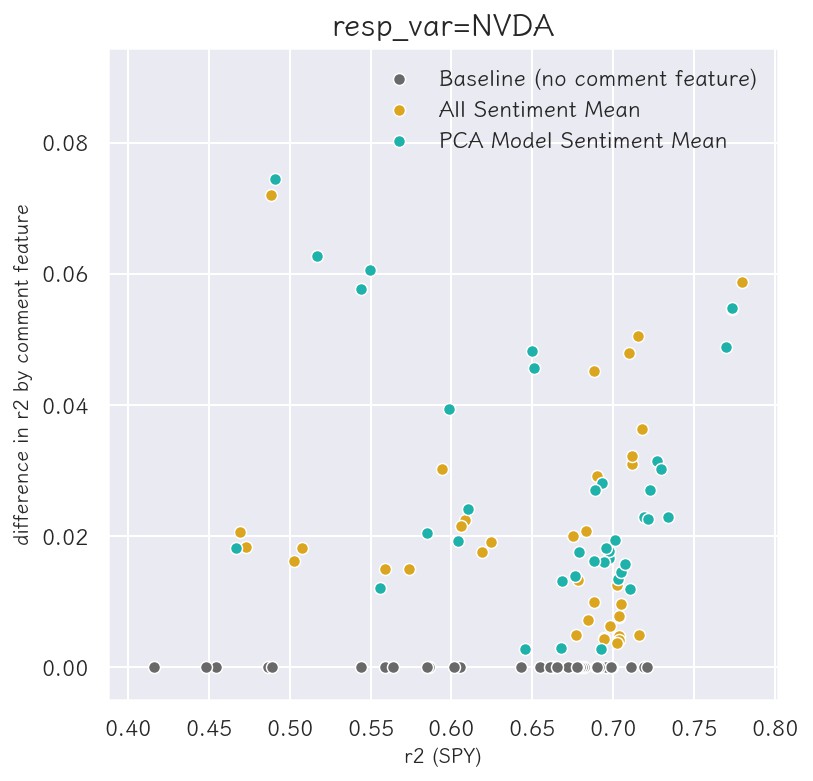 resp_var=NVDA
Baseline (no comment feature)
All Sentiment Mean
PCA Model Sentiment Mean
difference in r2 by comment feature
0.08
0.06
0.04
0.02
0.00
0.40 0.45 0.50 0.55 0.60 0.65 0.70 0.75 0.80
r2 (SPY)